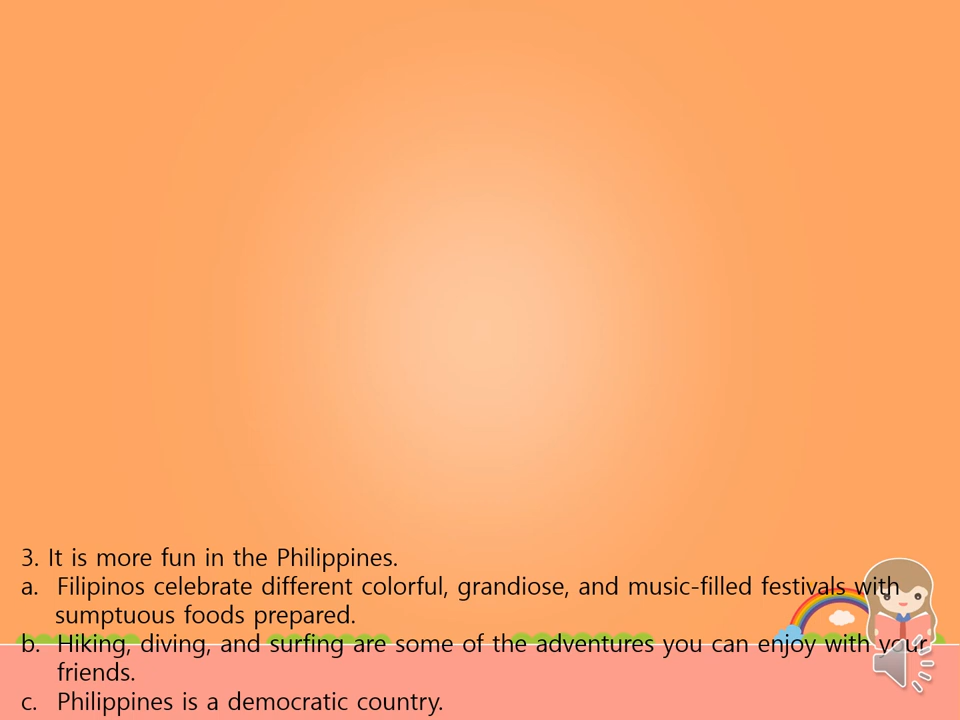 3. It is more fun in the Philippines.
a. Filipinos celebrate different colorful, grandiose, and music-filled festivals with
sumptuous foods prepared.
b. Hiking, diving, and surfing are some of the adventures you can enjoy with your
friends.
c. Philippines is a democratic country.